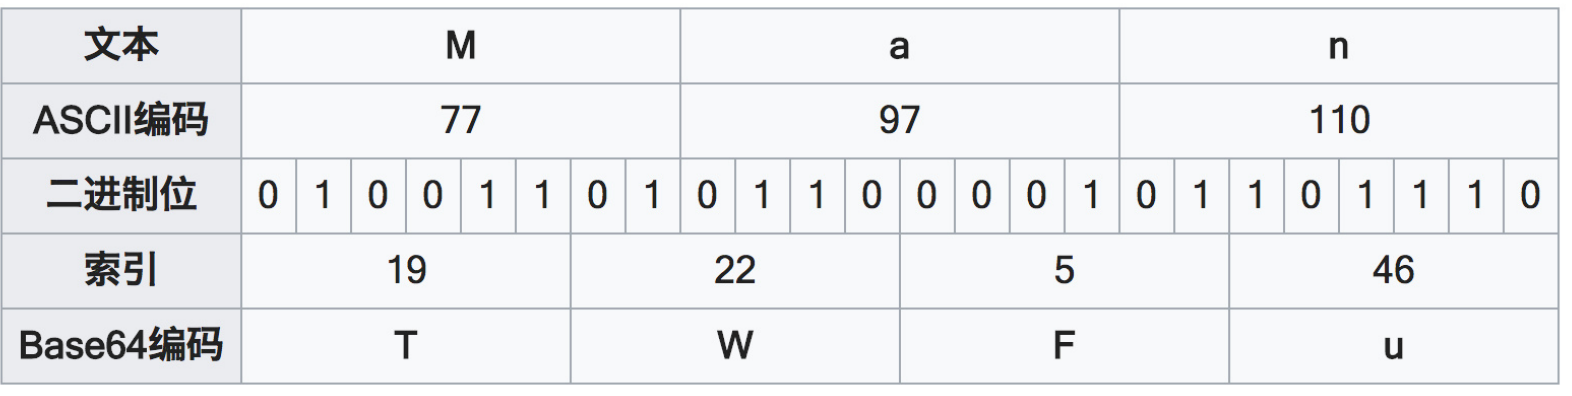 文本 M a n
ASCII编码 77 97 110
二进制位 0 1 0 0 1 1 0 1 0 1 1 0 0 0 0 1 0 1 1 0 1 1 1 0
索引 19 22 5 46
Base64编码 T W F u